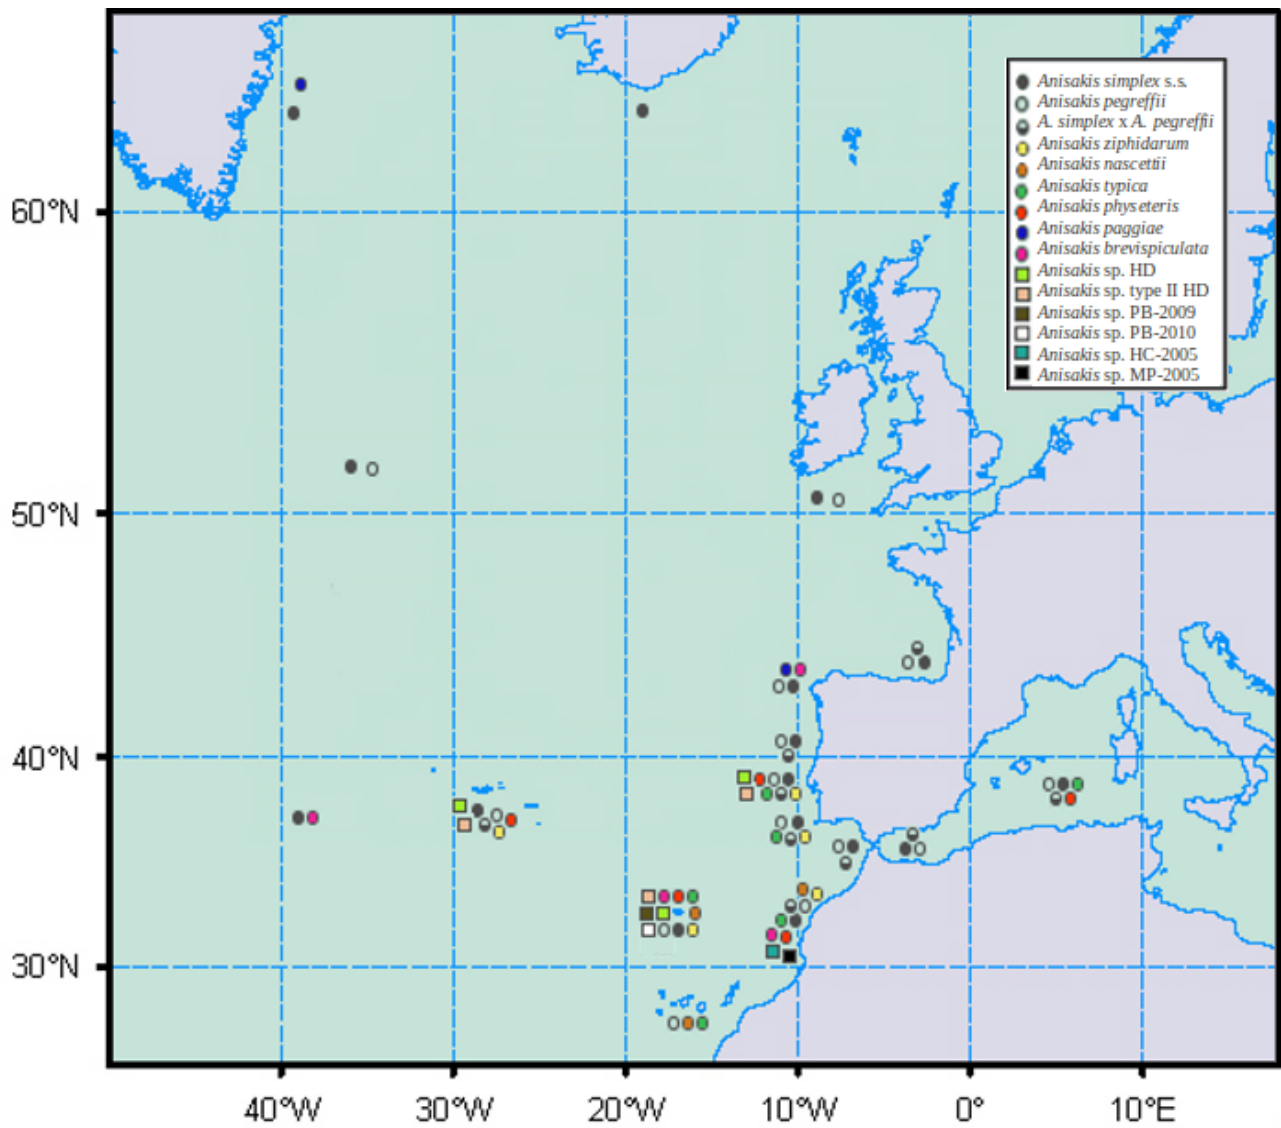 Anisakis simplex s.s.
Anisakis pegreffii
A. simplex x A. pegreffii
Anisakis ziphidarum
Anisakis nascettii
Anisakis typica
Anisakis physeteris
Anisakis paggiae
Anisakis brevispiculata
Anisakis sp. HD
Anisakis sp. type II HD
Anisakis sp. PB-2009
Anisakis sp. PB-2010
Anisakis sp. HC-2005
Anisakis sp. MP-2005
60°N
50°N
40°N
30°N
40°W 30°W 20°W 10°W 0° 10°E